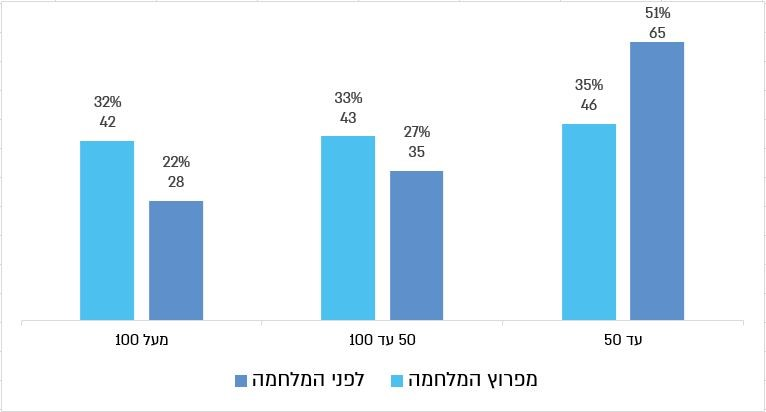 51%
65
35%
46
27%
35
33%
43
22%
28
32%
42
עד 50
50 עד 100
מעל 100
לפני המלחמה
מפרוץ המלחמה